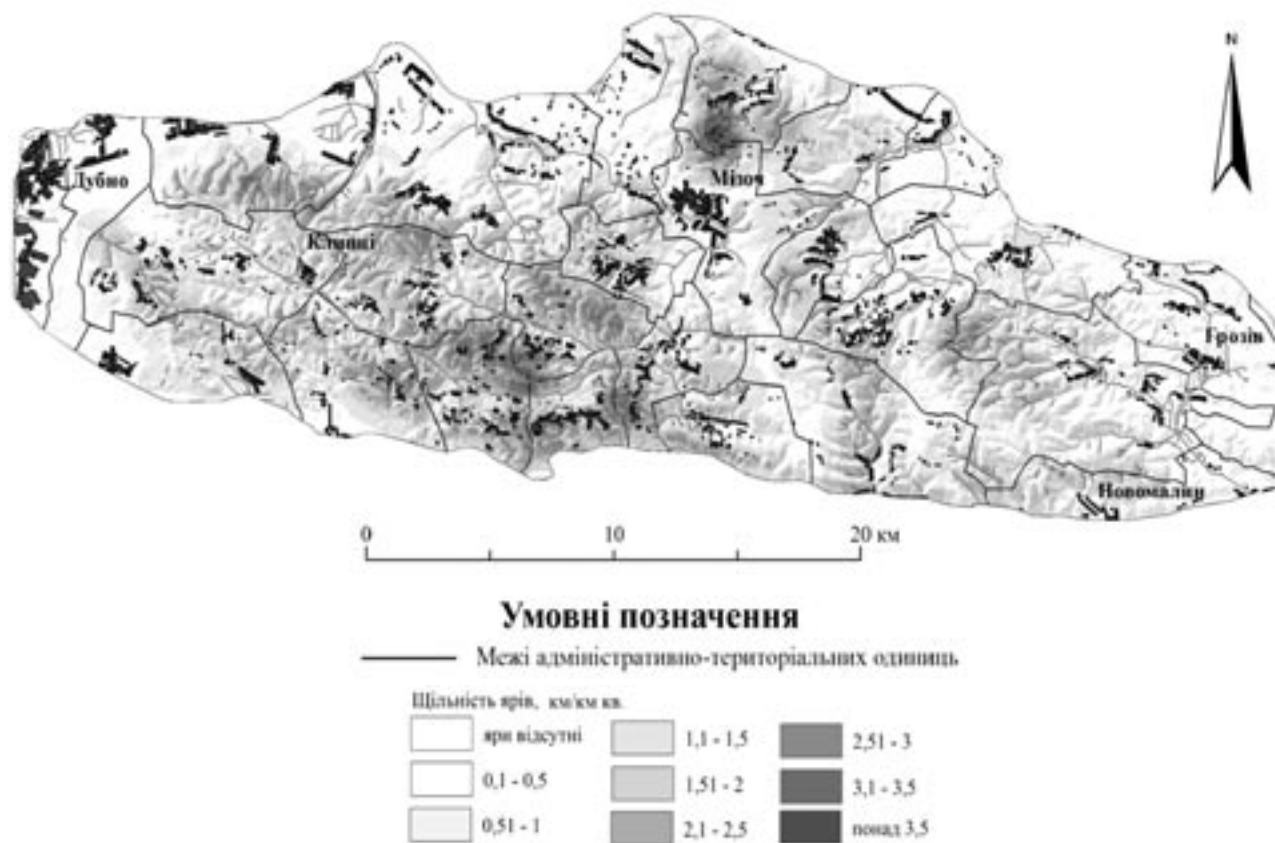 N
Дубно
Мізоч
Клипні
Грозів
Новомалин
0 10 20 км
Умовні позначення
Межі адміністративно-територіальних одиниць
Щільність ярів, км/км кв.
яри відсутні
0,1 - 0,5
0,51 - 1
1,1 - 1,5
1,51 - 2
2,1 - 2,5
2,51 - 3
3,1 - 3,5
понад 3,5